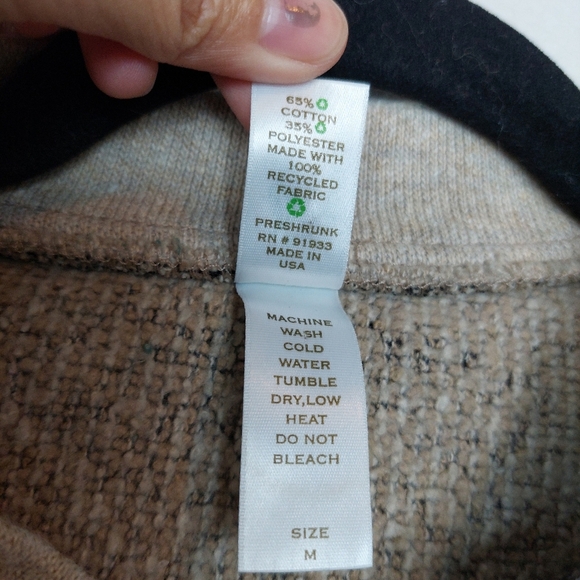 65%
COTTON
35%
POLYESTER
MADE WITH
100%
RECYCLED
FABRIC
PRESHRUNK
RN # 91933
MADE IN
USA
MACHINE
WASH
COLD
WATER
TUMBLE
DRY,LOW
HEAT
DO NOT
BLEACH
SIZE
M